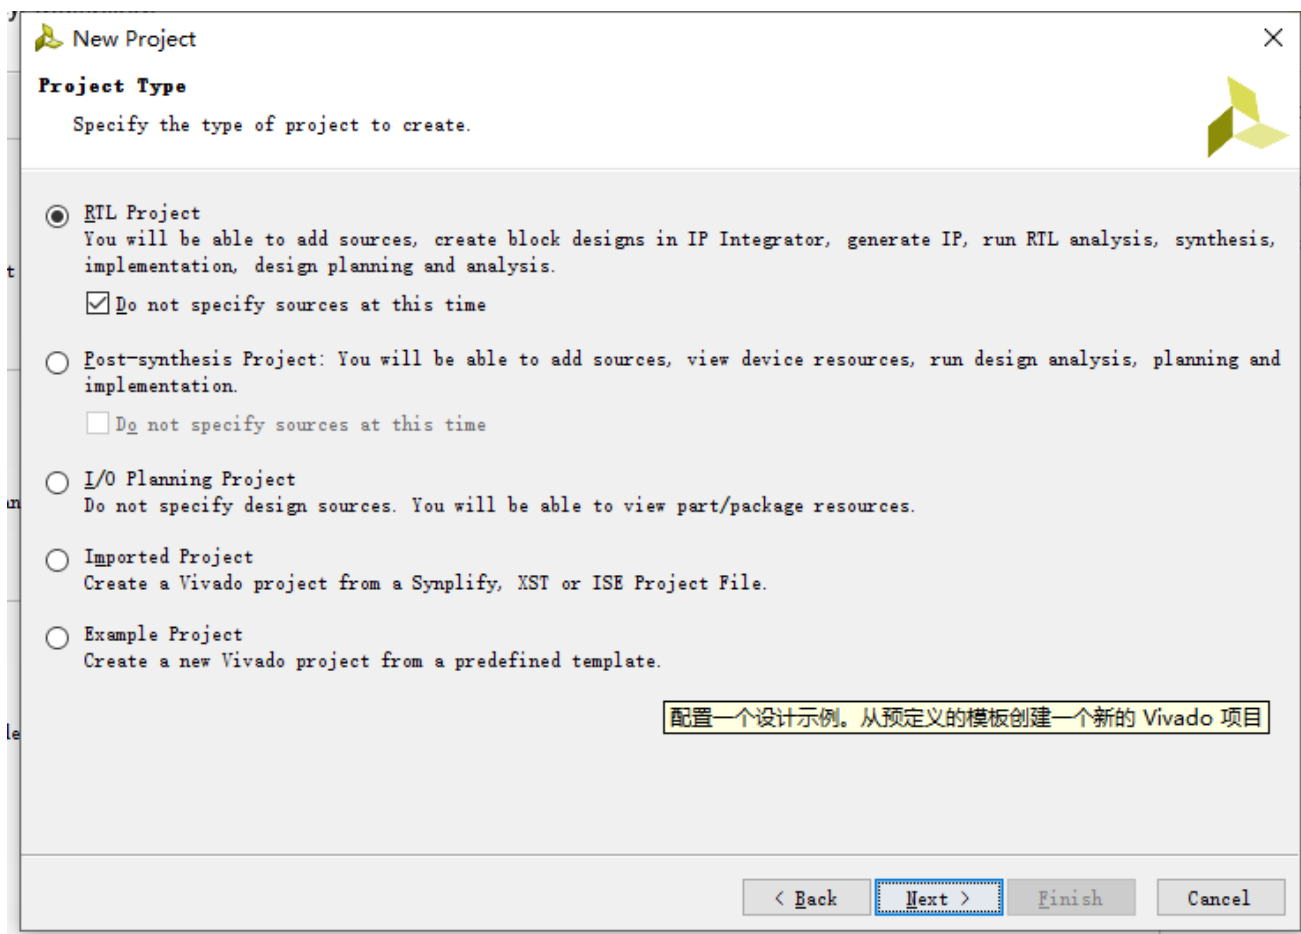 New Project
Project Type
Specify the type of project to create.
RTL Project
You will be able to add sources, create block designs in IP Integrator, generate IP, run RTL analysis, synthesis,
implementation, design planning and analysis.
Do not specify sources at this time
Post-synthesis Project: You will be able to add sources, view device resources, run design analysis, planning and
implementation.
Do not specify sources at this time
I/O Planning Project
Do not specify design sources. You will be able to view part/package resources.
Imported Project
Create a Vivado project from a Synplify, XST or ISE Project File.
Example Project
Create a new Vivado project from a predefined template.
配置一个设计示例。从预定义的模板创建一个新的 Vivado 项目
< Back
Next >
Finish
Cancel